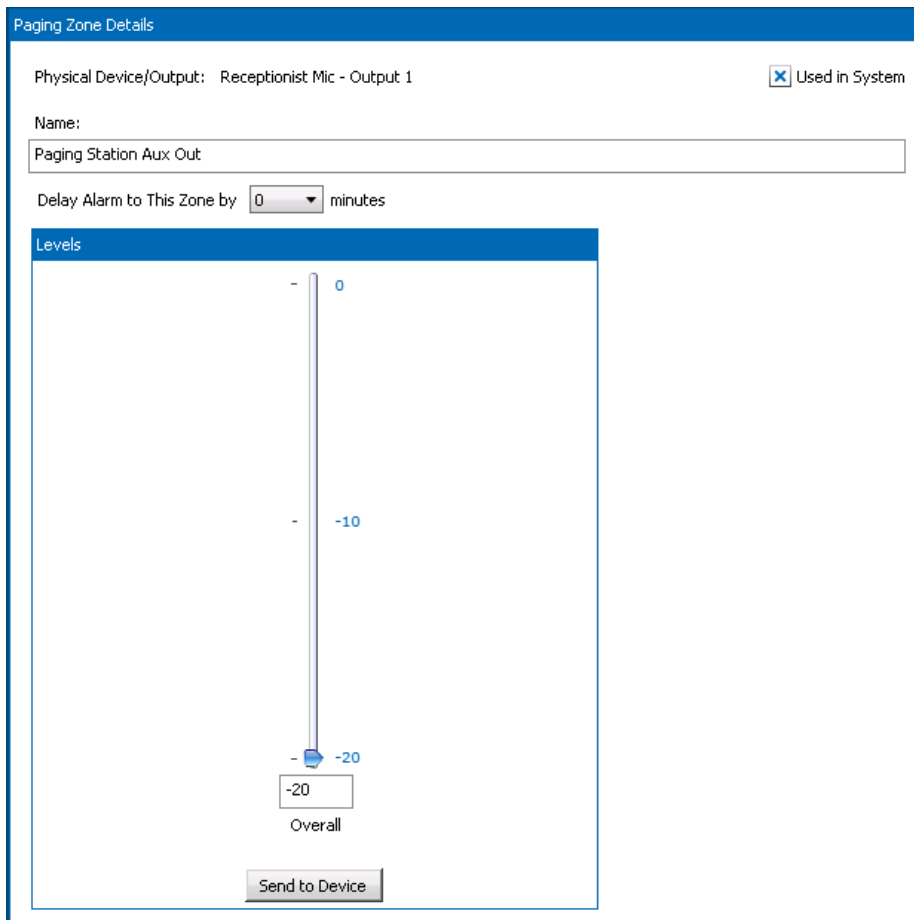 Paging Zone Details
Physical Device/Output: Receptionist Mic - Output 1
Used in System
Name:
Paging Station Aux Out
Delay Alarm to This Zone by 0 minutes
Levels
- 0
- -10
- -20
-20
Overall
Send to Device